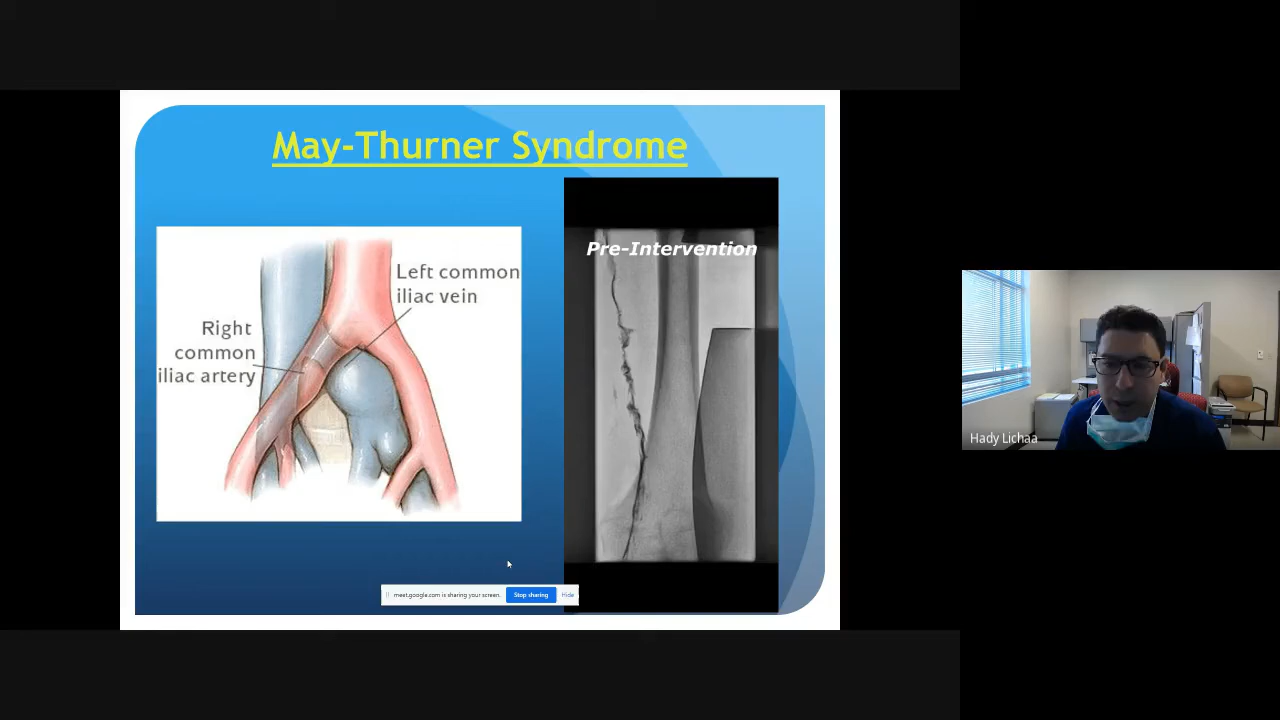 May-Thurner Syndrome
Left common
iliac vein
Right
common
iliac artery
Pre-Intervention
meet.google.com is sharing your screen.
Stop sharing
Hide
Hady Lichaa